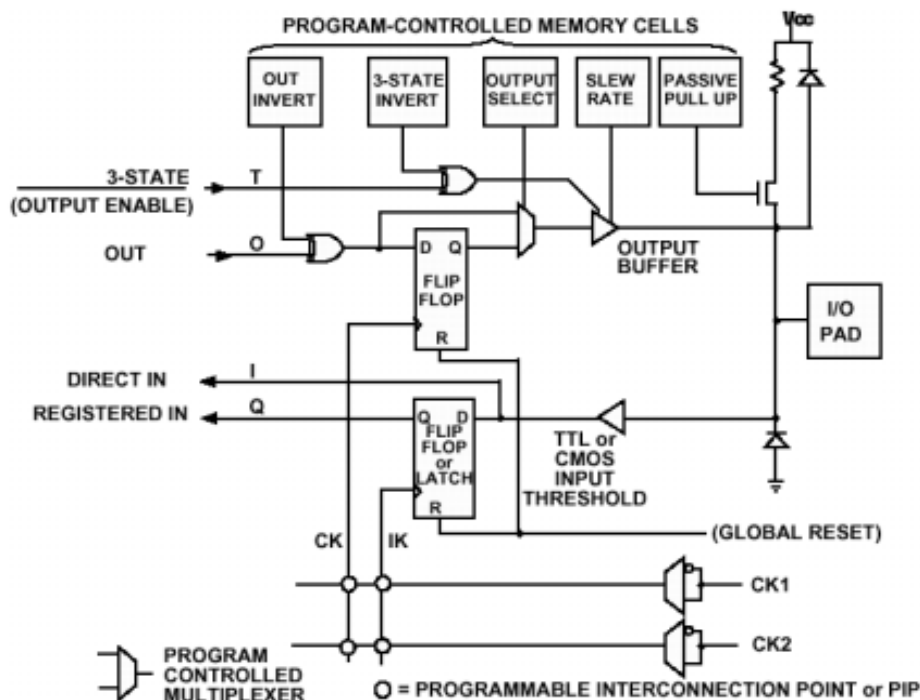 Vcc
PROGRAM-CONTROLLED MEMORY CELLS
OUT
INVERT
3-STATE
INVERT
OUTPUT
SELECT
SLEW
RATE
PASSIVE
PULL UP
3-STATE
(OUTPUT ENABLE)
T
OUT
O
OUTPUT
BUFFER
D Q
FLIP
FLOP
R
I/O
PAD
DIRECT IN
I
REGISTERED IN
Q
Q D
FLIP
FLOP
or
LATCH
R
TTL or
CMOS
INPUT
THRESHOLD
CK
IK
(GLOBAL RESET)
CK1
CK2
PROGRAM
CONTROLLED
MULTIPLEXER
= PROGRAMMABLE INTERCONNECTION POINT or PIP